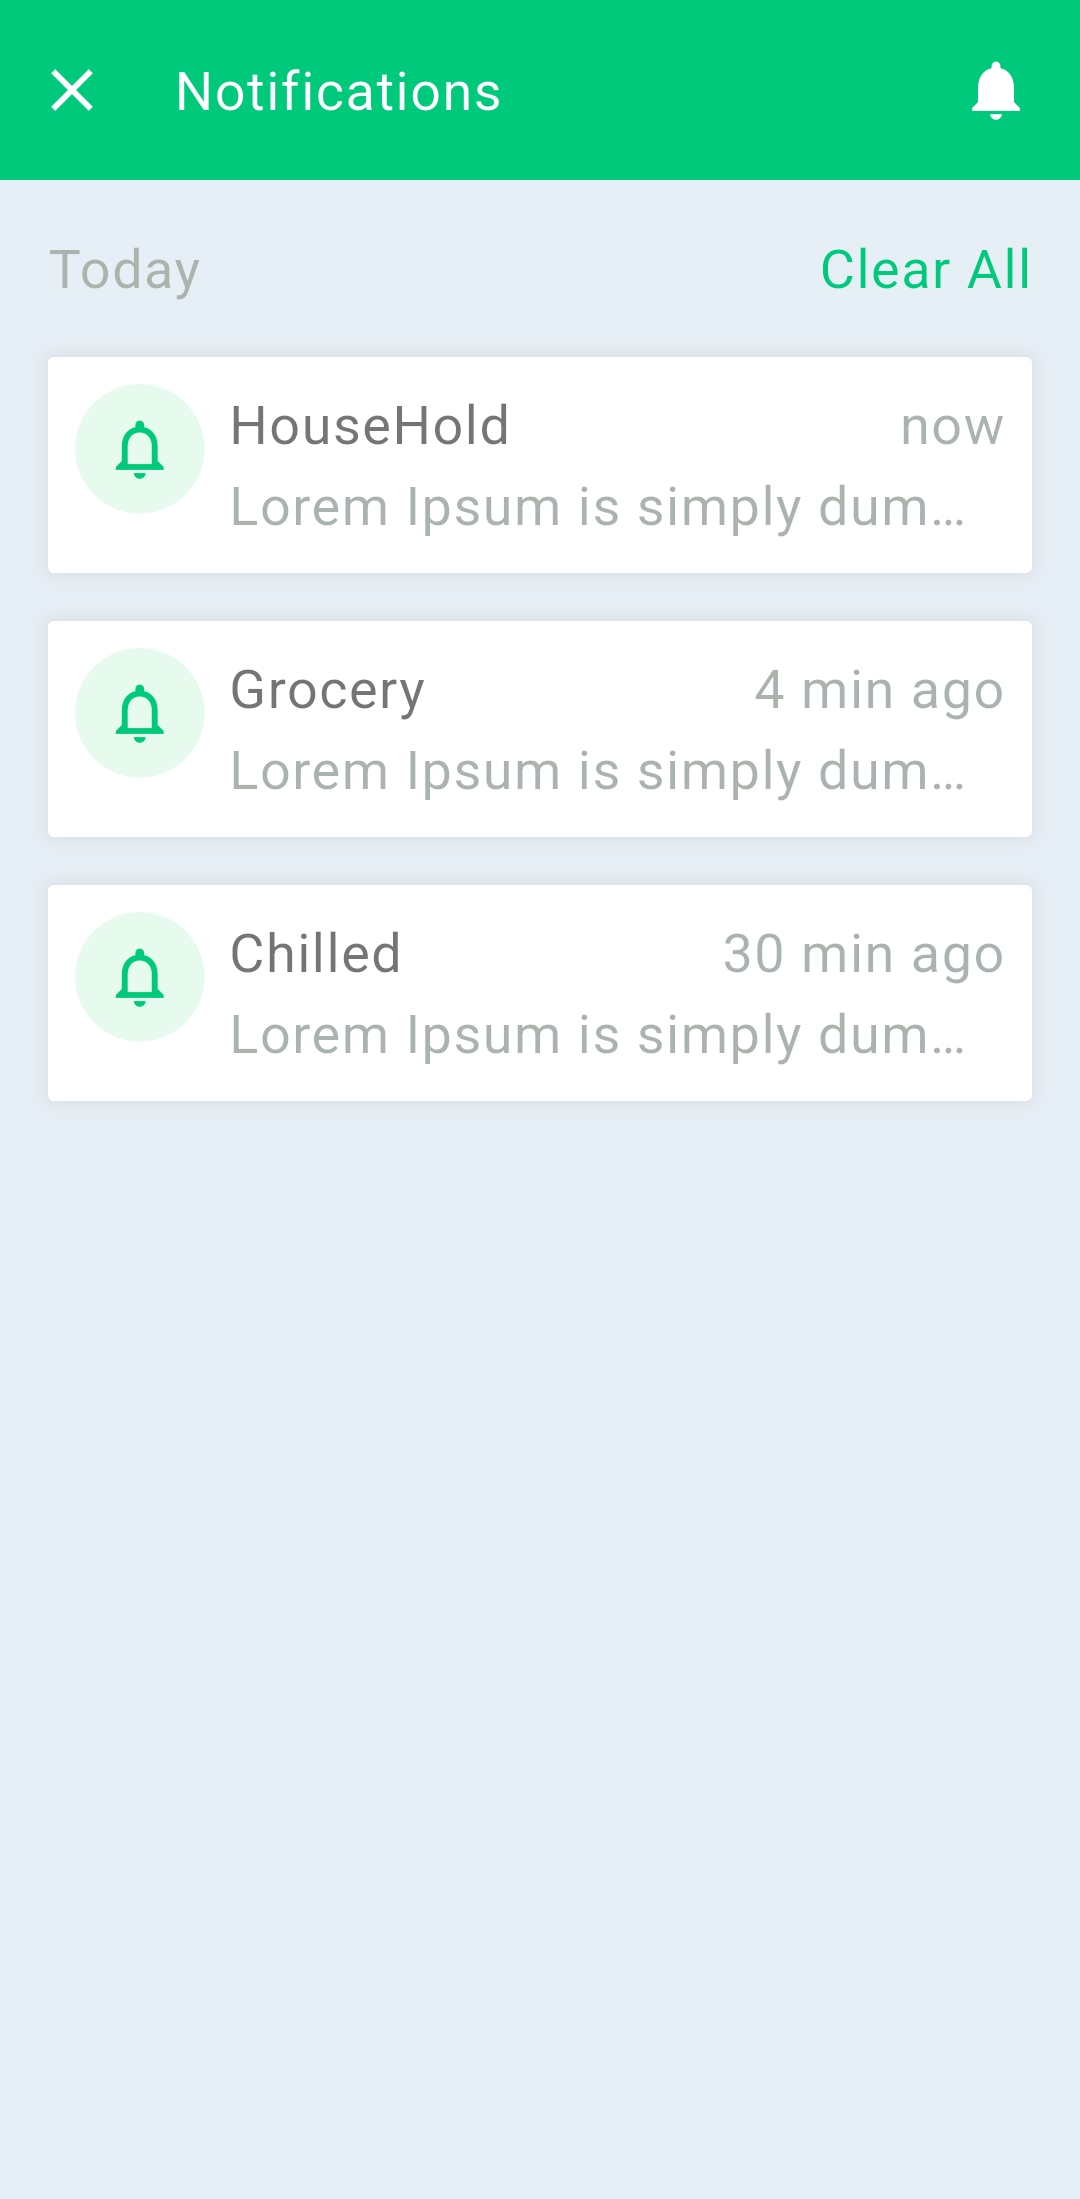 Notifications
Today
Clear All
HouseHold
now
Lorem Ipsum is simply dum...
Grocery
4 min ago
Lorem Ipsum is simply dum...
Chilled
30 min ago
Lorem Ipsum is simply dum...